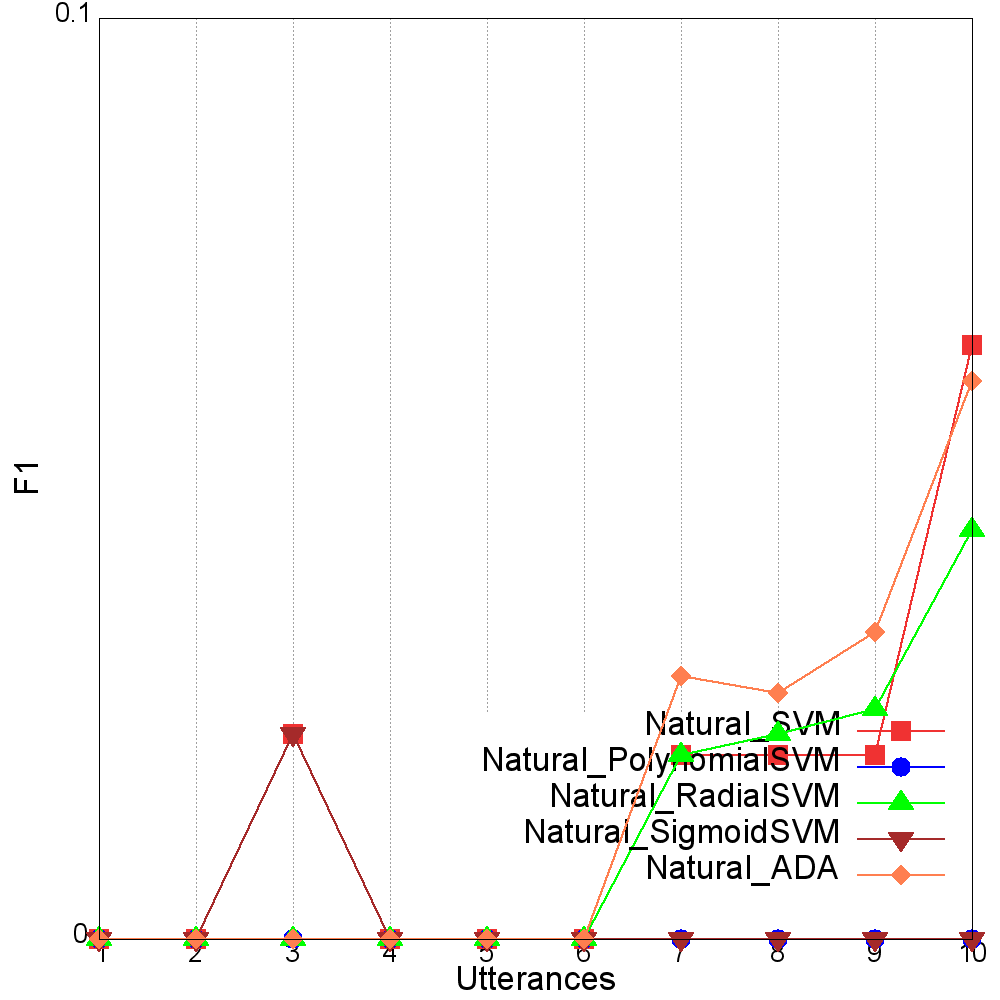 0.1
F1
Natural_SVM
Natural_PolynomialSVM
Natural_RadialSVM
Natural_SigmoidSVM
Natural_ADA
0
1 2 3 4 5 6 7 8 9 10
Utterances